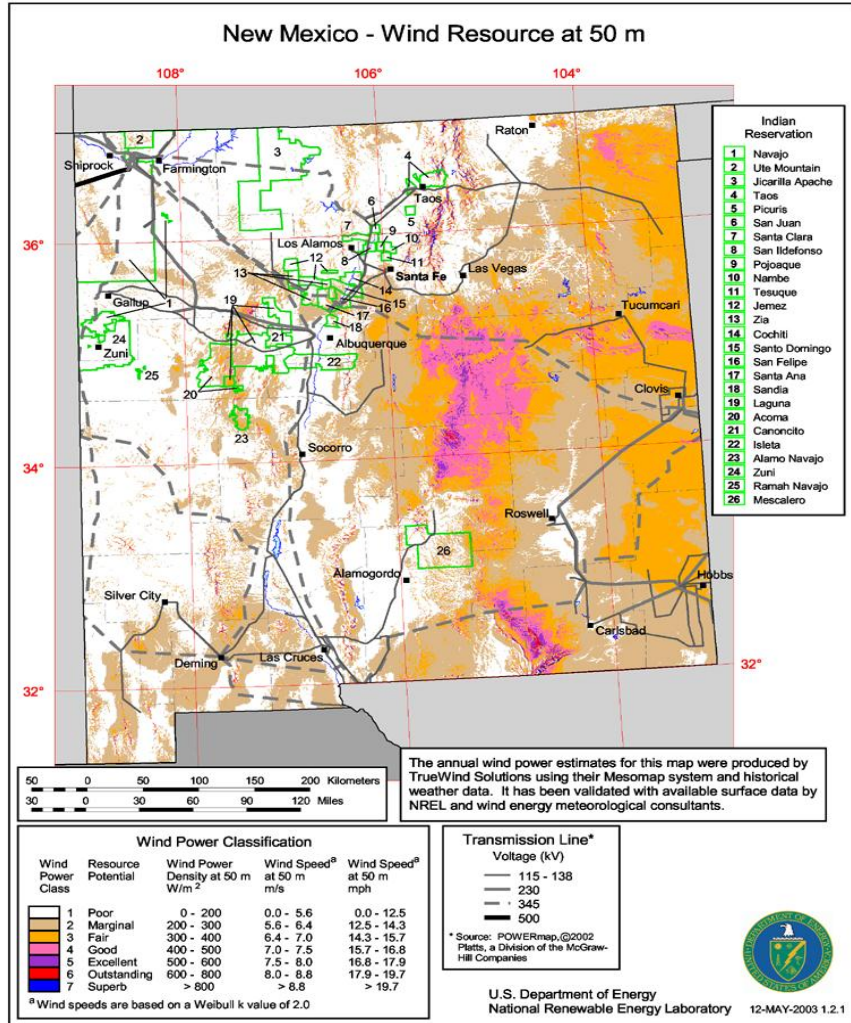 New Mexico - Wind Resource at 50 m
108°
106°
104°
Raton
Shiprock
Farmington
2
3
4
Taos
5
6
7
36°
Los Alamos
9
8
10
Santa Fe
11
Las Vegas
12
13
14
Gallup
1
15
16
19
17
Tucumcari
18
24
21
Albuquerque
Zuni
22
25
20
Clovis
23
Socorro
34°
Roswell
26
Alamogordo
Hobbs
Silver City
Carlsbad
Las Cruces
Deming
32°
32°
Indian
Reservation
1 Navajo
2 Ute Mountain
3 Jicarilla Apache
4 Taos
5 Picuris
6 San Juan
7 Santa Clara
8 San Ildefonso
9 Pojoaque
10 Nambe
11 Tesuque
12 Jemez
13 Zia
14 Cochiti
15 Santo Domingo
16 San Felipe
17 Santa Ana
18 Sandia
19 Laguna
20 Acoma
21 Canoncito
22 Isleta
23 Alamo Navajo
24 Zuni
25 Ramah Navajo
26 Mescalero
50 0 50 100 150 200 Kilometers
30 0 30 60 90 120 Miles
The annual wind power estimates for this map were produced by
TrueWind Solutions using their Mesomap system and historical
weather data. It has been validated with available surface data by
NREL and wind energy meteorological consultants.
Wind Power Classification
Wind Power Class Resource Potential Wind Power Density at 50 m W/m 2 Wind Speed a at 50 m m/s Wind Speed a at 50 m mph
1 Poor 0 - 200 0.0 - 5.6 0.0 - 12.5
2 Marginal 200 - 300 5.6 - 6.4 12.5 - 14.3
3 Fair 300 - 400 6.4 - 7.0 14.3 - 15.7
4 Good 400 - 500 7.0 - 7.5 15.7 - 16.8
5 Excellent 500 - 600 7.5 - 8.0 16.8 - 17.9
6 Outstanding 600 - 800 8.0 - 8.8 17.9 - 19.7
7 Superb > 800 > 8.8 > 19.7
a Wind speeds are based on a Weibull k value of 2.0
Transmission Line*
Voltage (kV)
115 - 138
230
345
500
* Source: POWERmap, ©2002
Platts, a Division of the McGraw-
Hill Companies
U.S. Department of Energy
National Renewable Energy Laboratory
12-MAY-2003 1.2.1